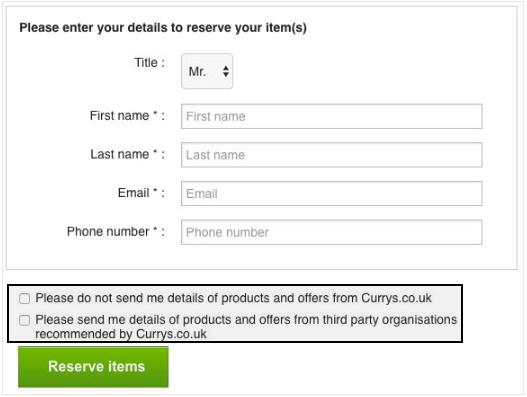 Please enter your details to reserve your item(s)
Title :
Mr.
First name * :
First name
Last name * :
Last name
Email * :
Email
Phone number * :
Phone number
Please do not send me details of products and offers from Currys.co.uk
Please send me details of products and offers from third party organisations
recommended by Currys.co.uk
Reserve items